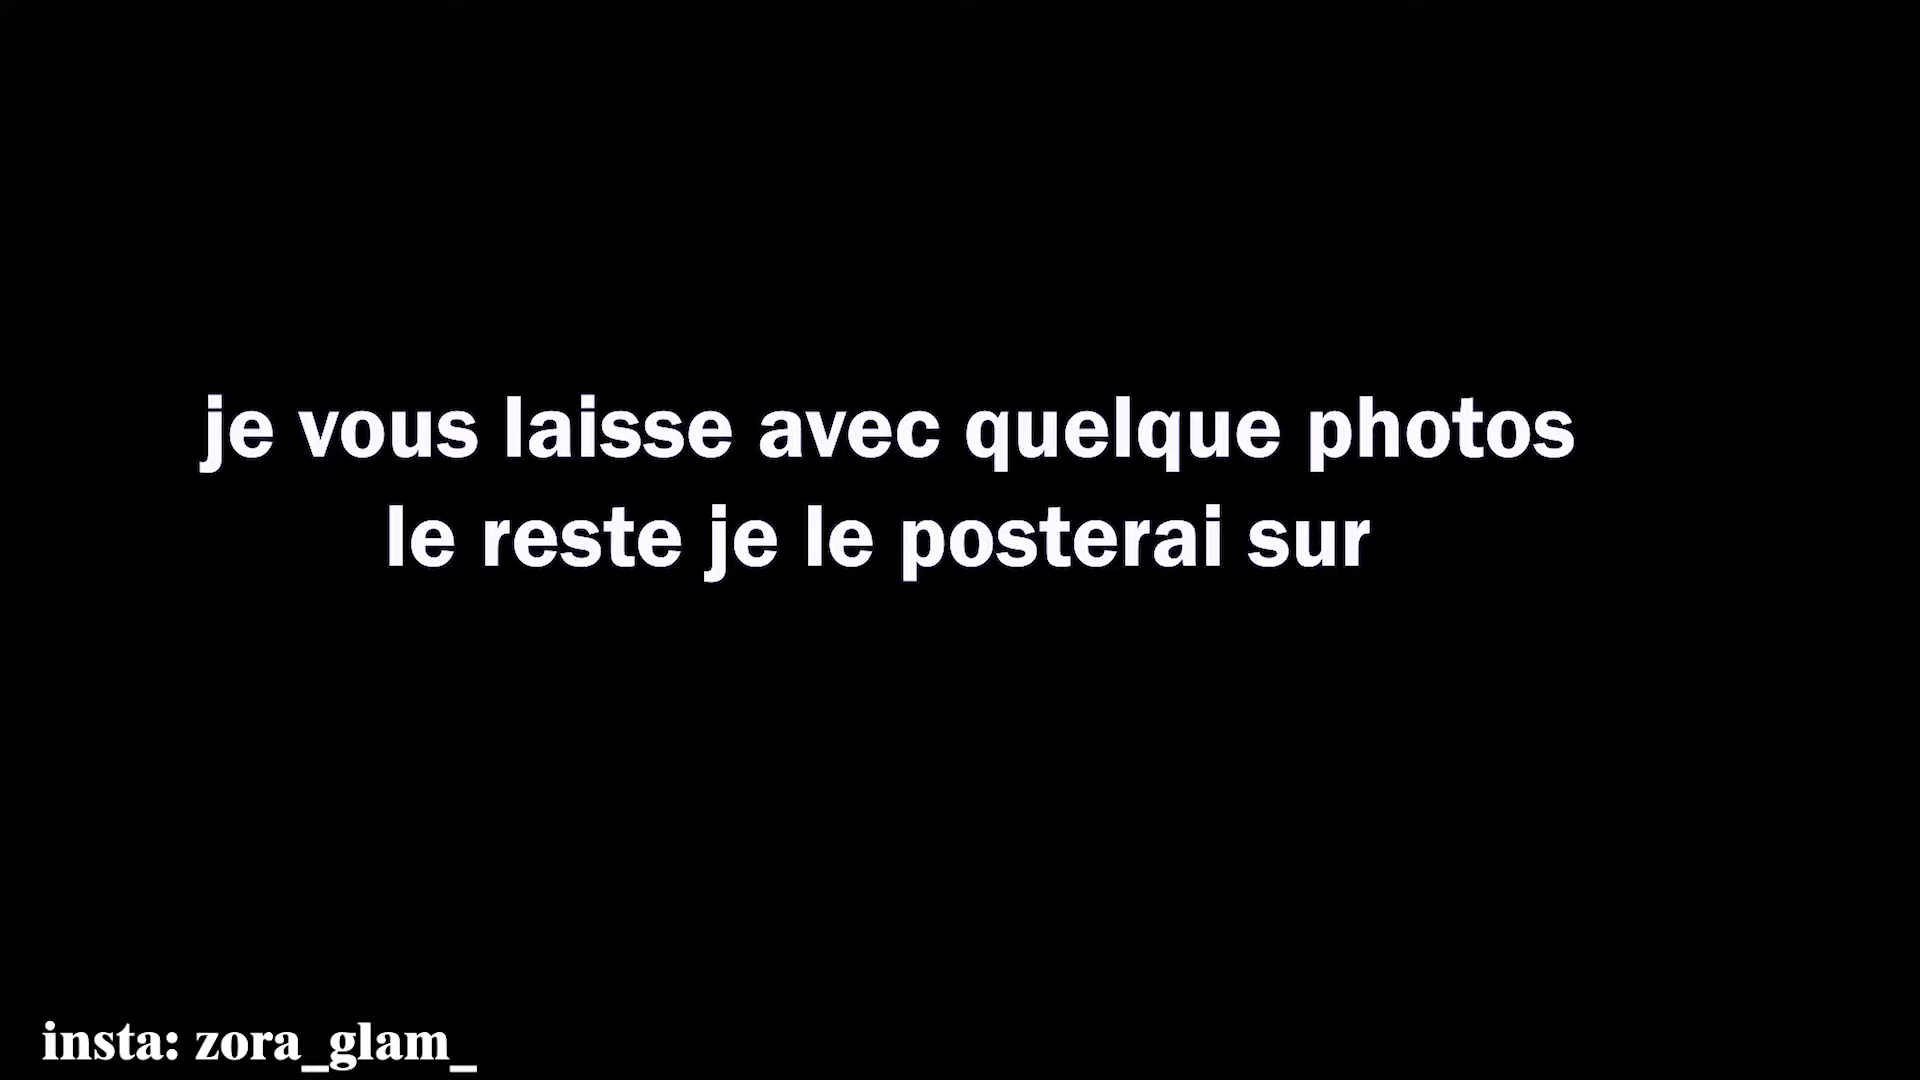 je vous laisse avec quelque photos
le reste je le posterai sur
insta: zora_glam_